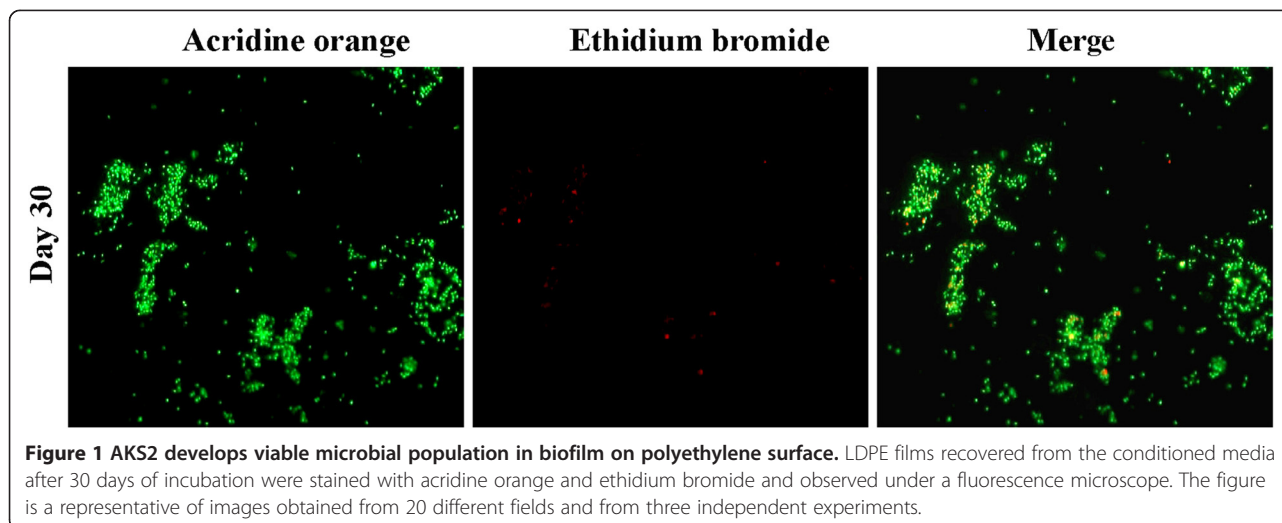 Acridine orange Ethidium bromide Merge
Day 30
Figure 1 AKS2 develops viable microbial population in biofilm on polyethylene surface. LDPE films recovered from the conditioned media
after 30 days of incubation were stained with acridine orange and ethidium bromide and observed under a fluorescence microscope. The figure
is a representative of images obtained from 20 different fields and from three independent experiments.